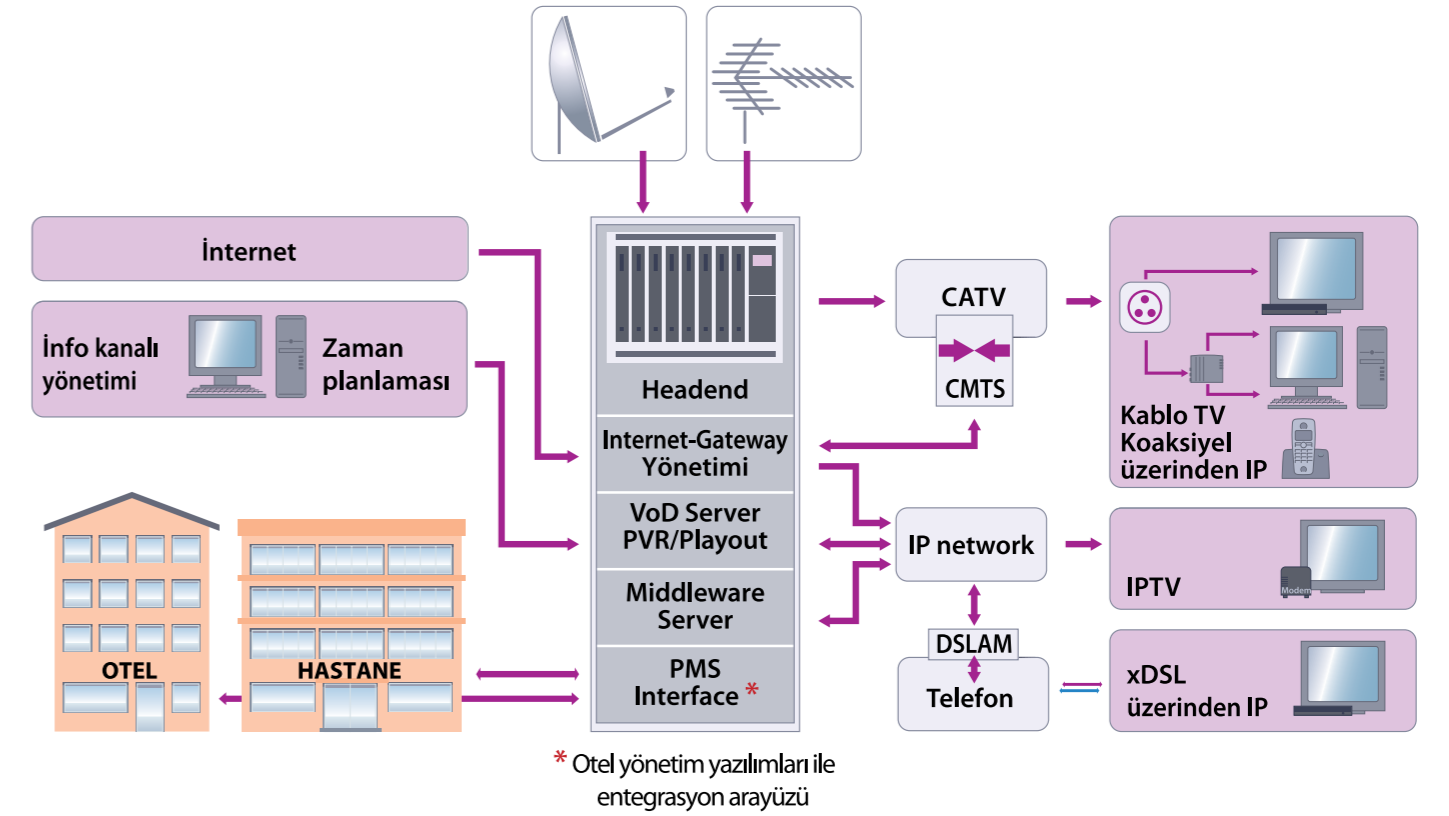 İnternet
İnfo kanalı
yönetimi
Zaman
planlaması
OTEL
HASTANE
Headend
Internet-Gateway
Yönetimi
VoD Server
PVR/Playout
Middleware
Server
PMS
Interface *
* Otel yönetim yazılımları ile
entegrasyon arayüzü
CATV
CMTS
IP network
DSLAM
Telefon
Kablo TV
Koaksiyel
üzerinden IP
IPTV
Modem
xDSL
üzerinden IP